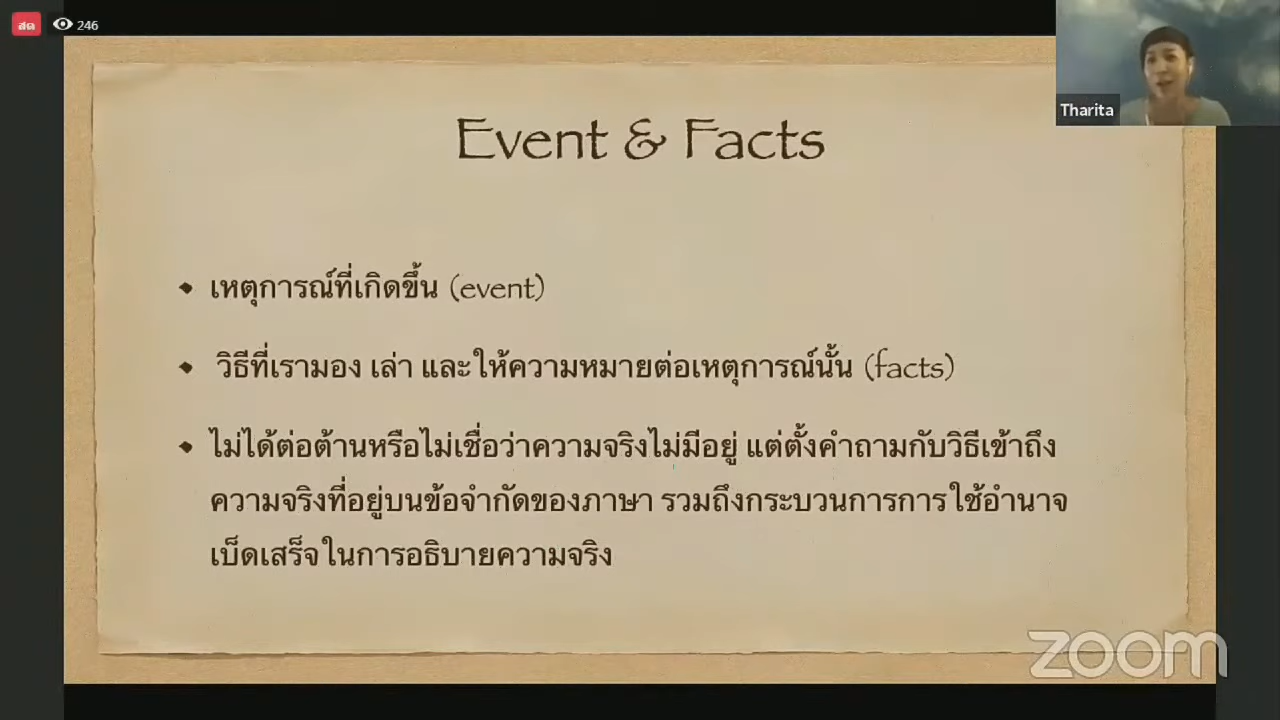 สด 246
Tharita
Event & Facts
• เหตุการณ์ที่เกิดขึ้น (event)
• วิธีที่เรามอง เล่า และให้ความหมายต่อเหตุการณ์นั้น (facts)
• ไม่ได้ต่อต้านหรือไม่เชื่อว่าความจริงไม่มีอยู่ แต่ตั้งคำถามกับวิธีเข้าถึง
ความจริงที่อยู่บนข้อจำกัดของภาษา รวมถึงกระบวนการการใช้อำนาจ
เบ็ดเสร็จในการอธิบายความจริง
zoom